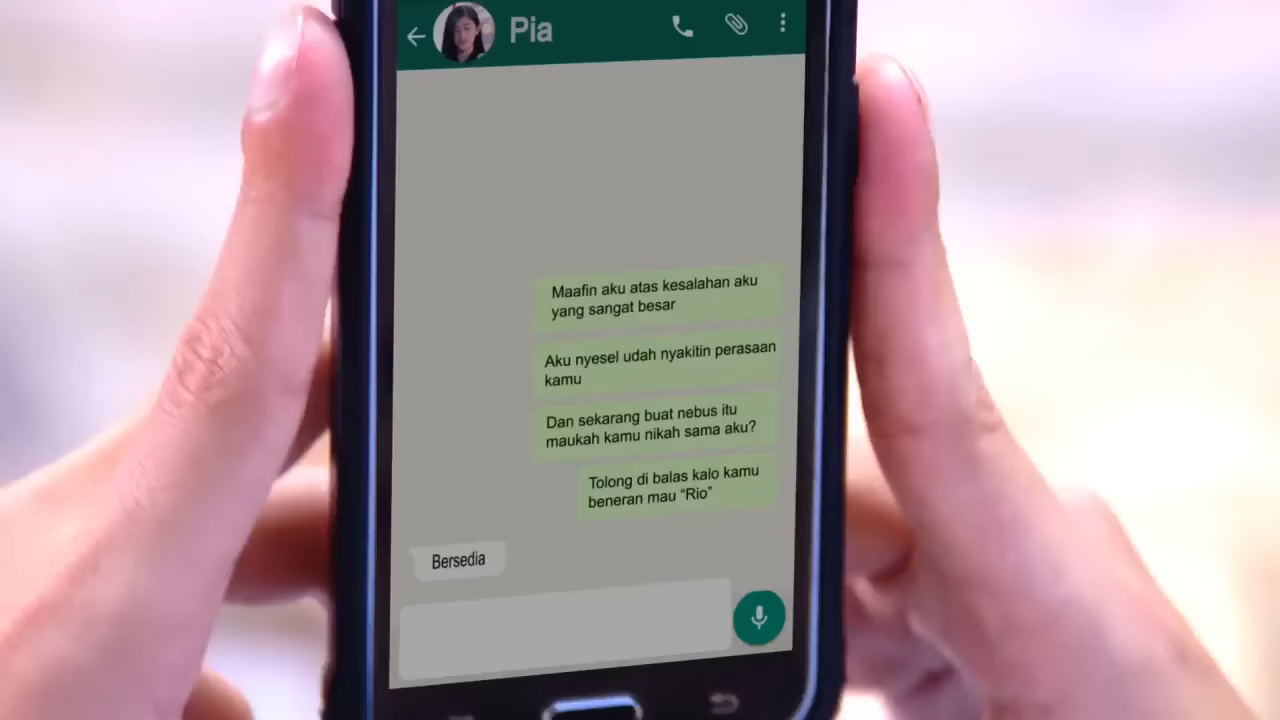 Pia
Maafin aku atas kesalahan aku
yang sangat besar
Aku nyesel udah nyakitin perasaan
kamu
Dan sekarang buat nebus itu
maukah kamu nikah sama aku?
Tolong di balas kalo kamu
beneran mau “Rio”
Bersedia